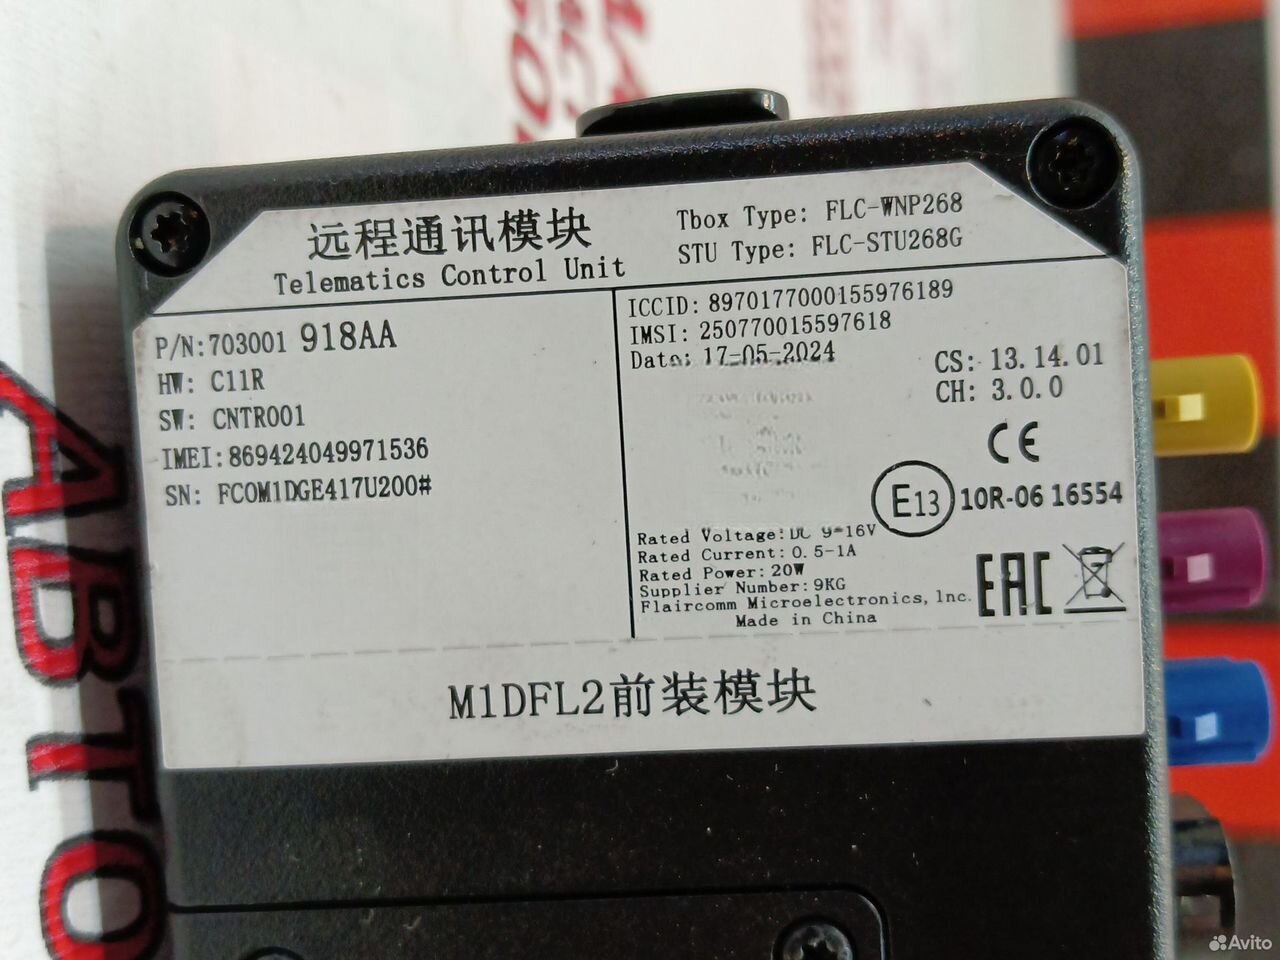 远程通讯模块
Telematics Control Unit
Tbox Type: FLC-WNP268
STU Type: FLC-STU268G
P/N:703001 918AA
HW: C11R
SW: CNTR001
IMEI:869424049971536
SN: FCOM1DGE417U200#
ICCID: 8970177000155976189
IMSI: 250770015597618
Date: 17-05-2024
CS: 13.14.01
CH: 3.0.0
CE
E13 10R-06 16554
Rated Voltage:DC 9-16V
Rated Current:0.5-1A
Rated Power:20W
Supplier Number:9KG
Flaircomm Microelectronics, Inc.
Made in China
EAC
M1DFL2前装模块
АВТО
Avito